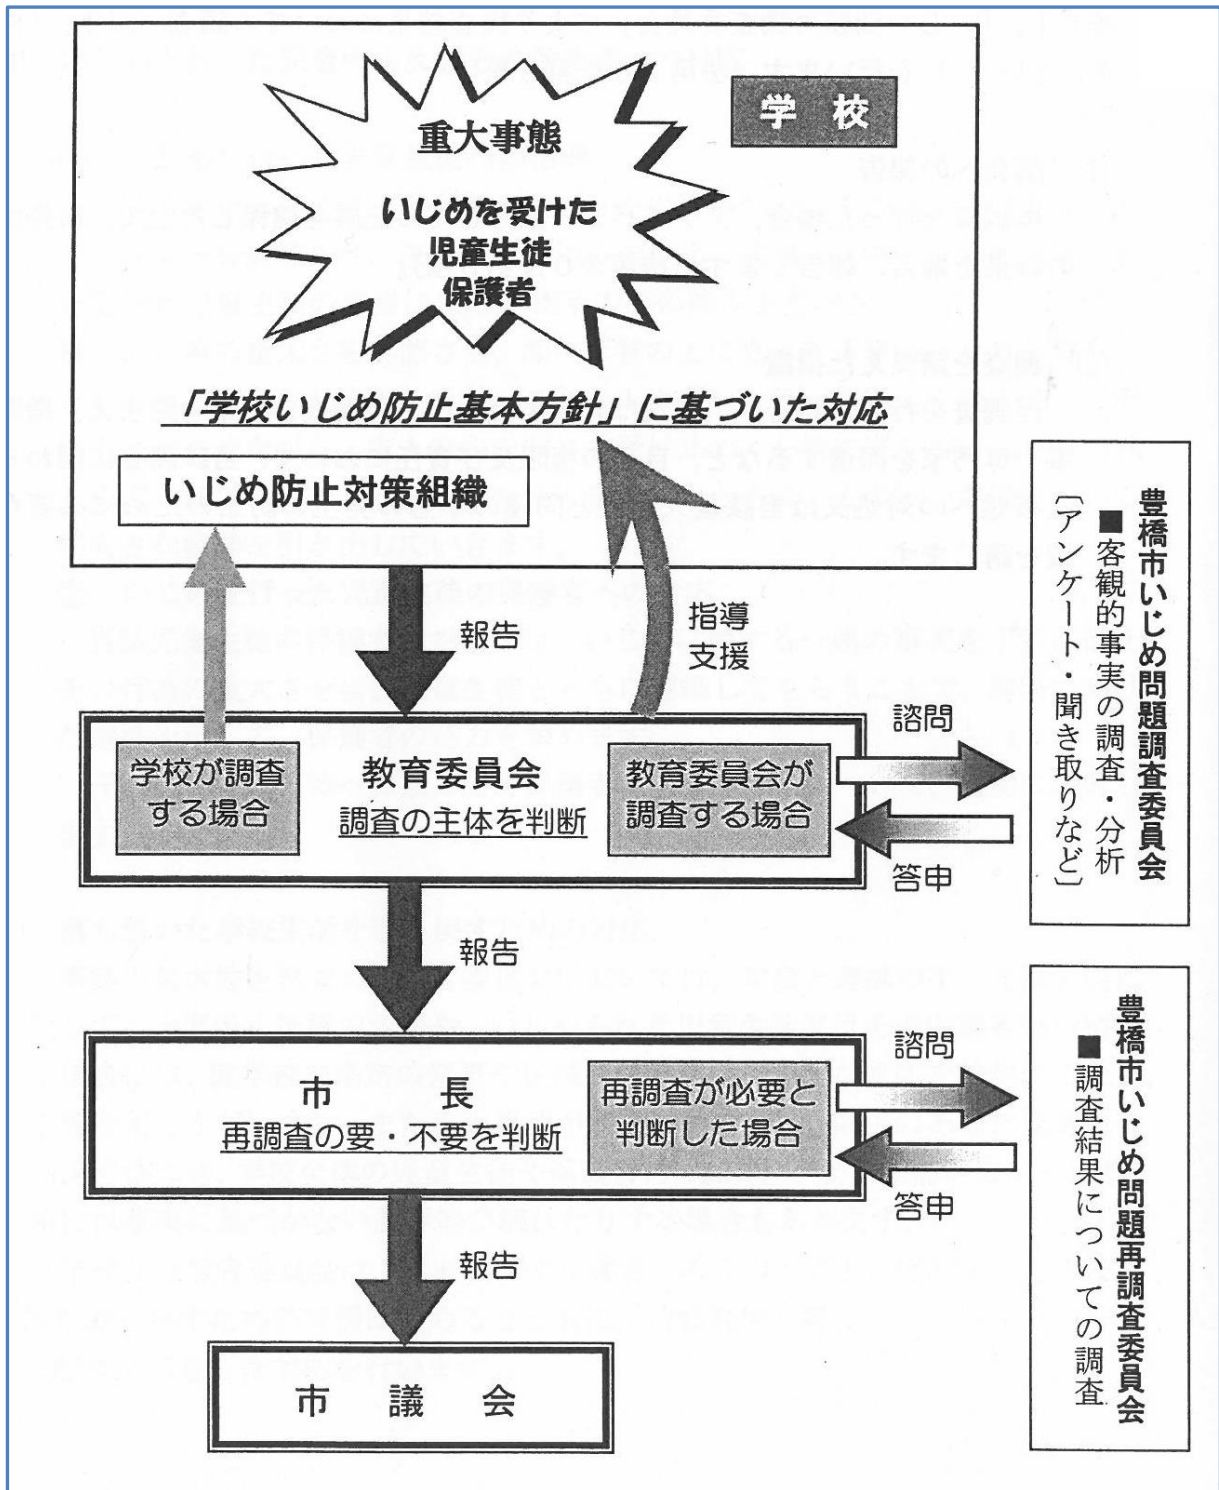 学校
重大事態
いじめを受けた
児童生徒
保護者
「学校いじめ防止基本方針」に基づいた対応
いじめ防止対策組織
報告
指導
支援
学校が調査
する場合
教育委員会
調査の主体を判断
教育委員会が
調査する場合
諮問
答申
豊橋市いじめ問題調査委員会
■客観的事実の調査・分析
〔アンケート・聞き取りなど〕
報告
市長
再調査の要・不要を判断
再調査が必要と
判断した場合
諮問
答申
豊橋市いじめ問題再調査委員会
■調査結果についての調査
報告
市議会